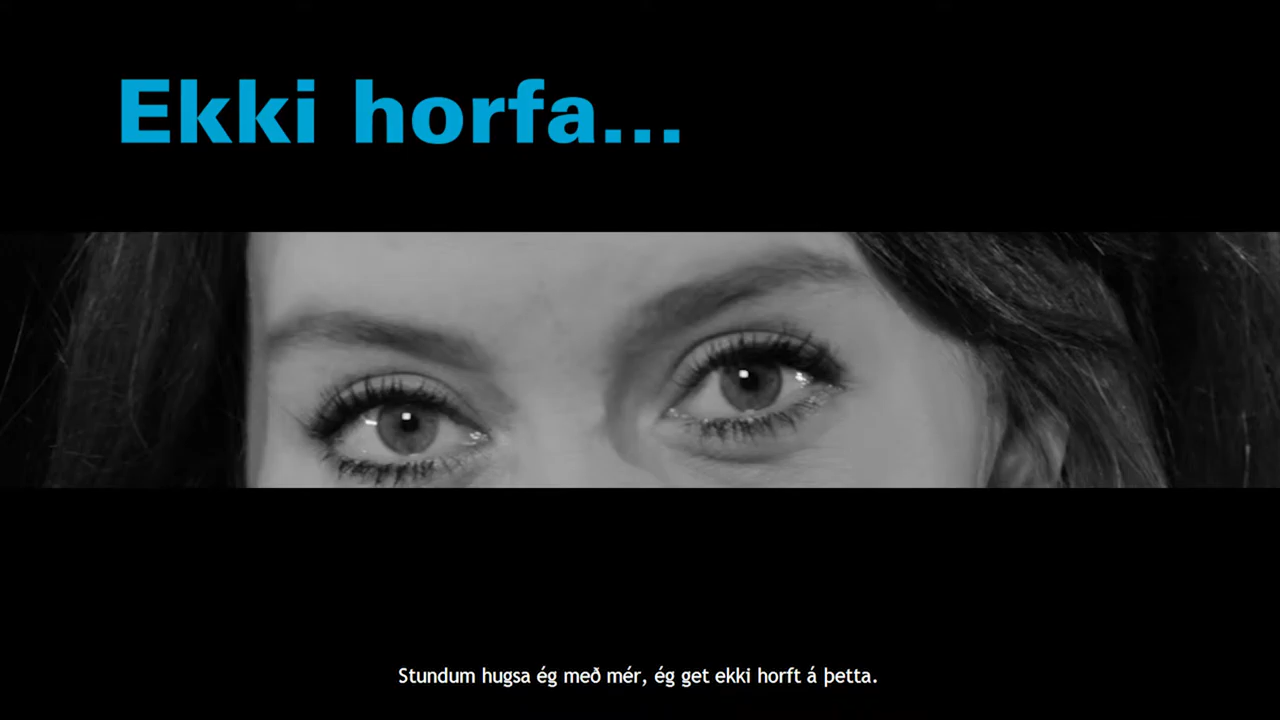 Ekki horfa...
Stundum hugsa ég með mér, ég get ekki horft á þetta.